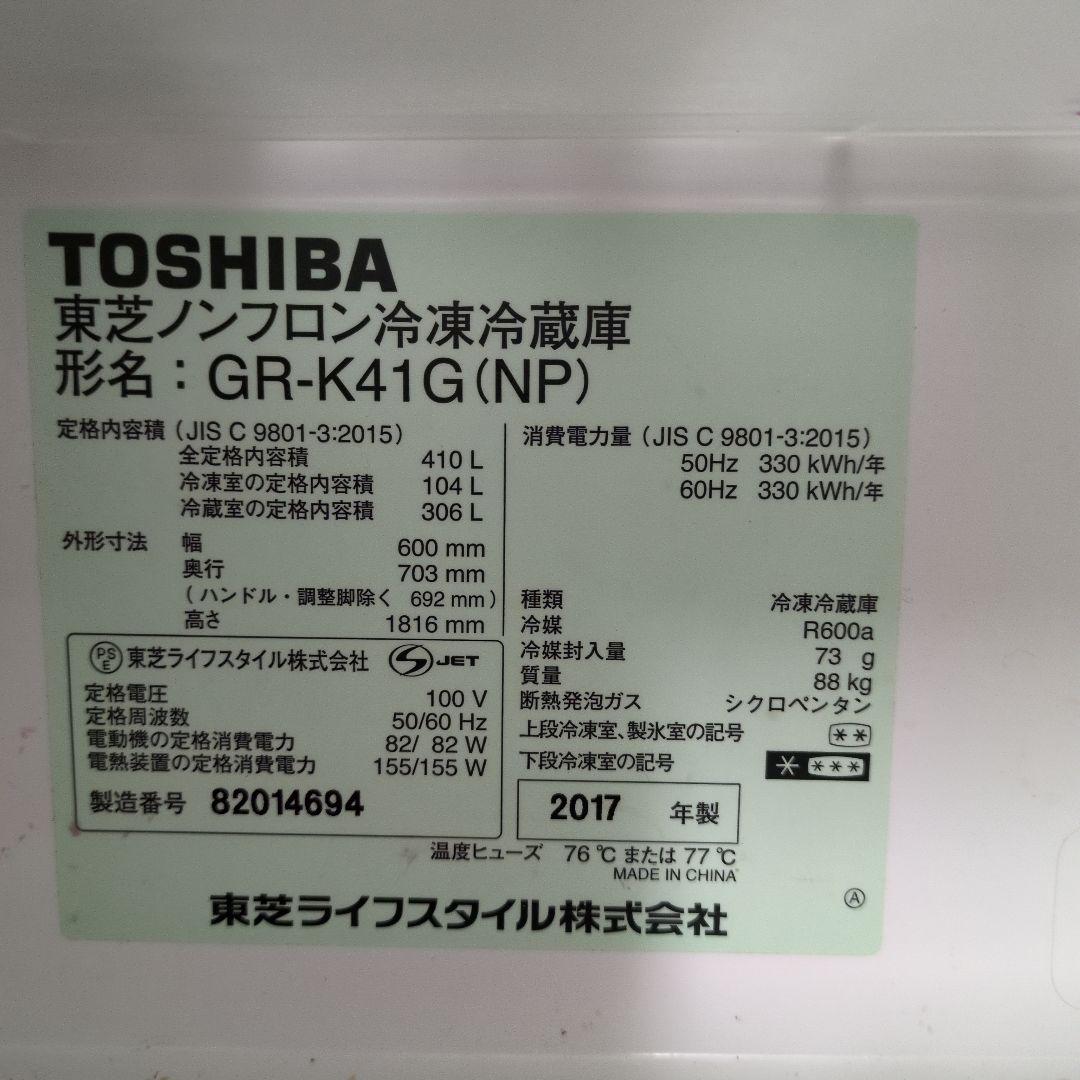 TOSHIBA
東芝ノンフロン冷凍冷蔵庫
形名：GR-K41G(NP)
定格内容積（JIS C 9801-3:2015）
全定格内容積 410 L
冷凍室の定格内容積 104 L
冷蔵室の定格内容積 306 L
外形寸法 幅 600 mm
奥行 703 mm
（ハンドル・調整脚除く 692 mm）
高さ 1816 mm
PSE 東芝ライフスタイル株式会社 S JET
定格電圧 100 V
定格周波数 50/60 Hz
電動機の定格消費電力 82/ 82 W
電熱装置の定格消費電力 155/155 W
製造番号 82014694
消費電力量（JIS C 9801-3:2015）
50Hz 330 kWh/年
60Hz 330 kWh/年
種類 冷凍冷蔵庫
冷媒 R600a
冷媒封入量 73 g
質量 88 kg
断熱発泡ガス シクロペンタン
上段冷凍室、製氷室の記号 **
下段冷凍室の記号 * ***
2017 年製
温度ヒューズ 76 ℃ または 77 ℃
MADE IN CHINA
東芝ライフスタイル株式会社
Ⓐ